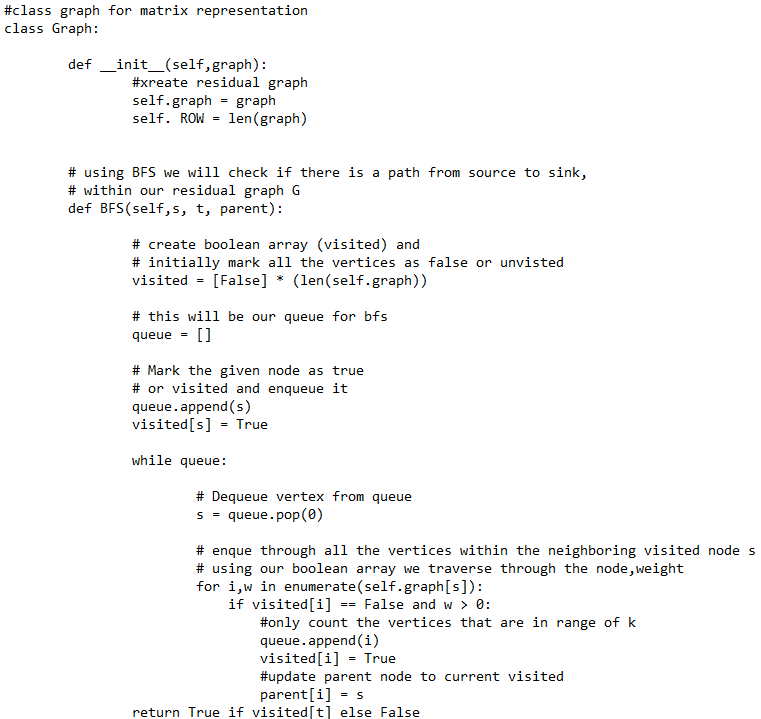 #class graph for matrix representation
class Graph:
def __init__(self,graph):
#xreate residual graph
self.graph = graph
self. ROW = len(graph)
# using BFS we will check if there is a path from source to sink,
# within our residual graph G
def BFS(self,s, t, parent):
# create boolean array (visited) and
# initially mark all the vertices as false or unvisted
visited = [False] * (len(self.graph))
# this will be our queue for bfs
queue = []
# Mark the given node as true
# or visited and enqueue it
queue.append(s)
visited[s] = True
while queue:
# Dequeue vertex from queue
s = queue.pop(0)
# enque through all the vertices within the neighboring visited node s
# using our boolean array we traverse through the node,weight
for i,w in enumerate(self.graph[s]):
if visited[i] == False and w > 0:
#only count the vertices that are in range of k
queue.append(i)
visited[i] = True
#update parent node to current visited
parent[i] = s
return True if visited[t] else False